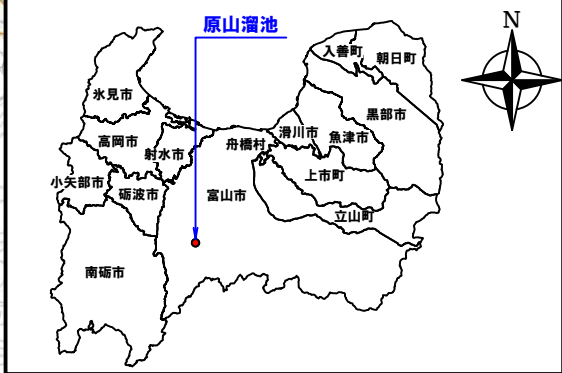 原山溜池
N
入善町
朝日町
氷見市
黒部市
滑川市
魚津市
高岡市
射水市
舟橋村
上市町
小矢部市
砺波市
富山市
立山町
南砺市